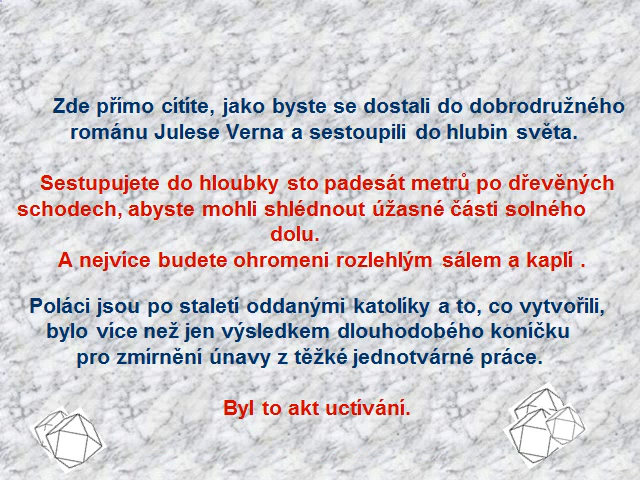 Zde přímo cítíte, jako byste se dostali do dobrodružného
románu Julese Verna a sestoupili do hlubin světa.
Sestupujete do hloubky sto padesát metrů po dřevěných
schodech, abyste mohli shlédnout úžasné části solného
dolu.
A nejvíce budete ohromeni rozlehlým sálem a kaplí .
Poláci jsou po staletí oddanými katolíky a to, co vytvořili,
bylo více než jen výsledkem dlouhodobého koníčku
pro zmírnění únavy z těžké jednotvárné práce.
Byl to akt uctívání.